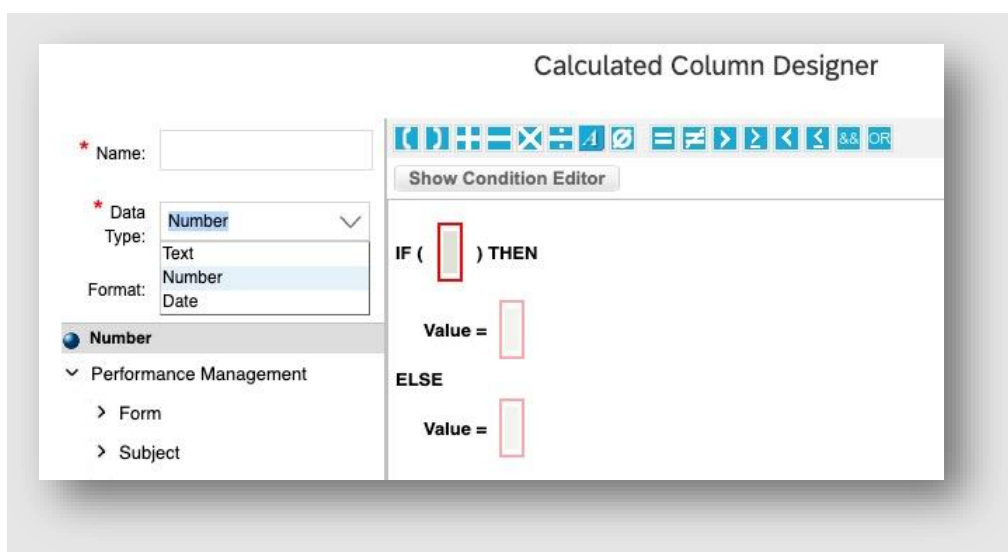 Calculated Column Designer
* Name:
( ) + − × ÷ A Ø = ≠ > ≥ < ≤ && OR
Show Condition Editor
* Data Type:
Number
Text
Number
Date
Format:
IF ( ) THEN
Value =
ELSE
Value =
Number
Performance Management
Form
Subject